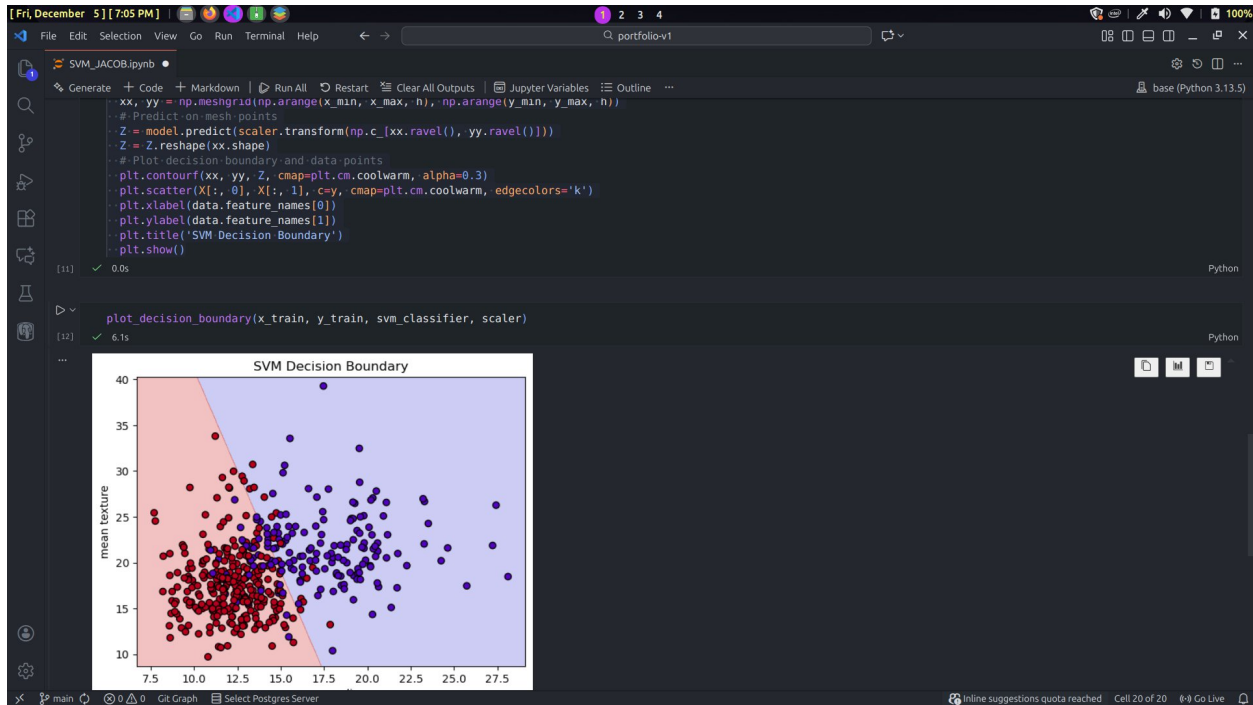 [Fri, December 5] [ 7:05 PM ]
1 2 3 4
100%
File Edit Selection View Go Run Terminal Help
portfolio-v1
SVM_JACOB.ipynb
Generate + Code + Markdown | Run All Restart Clear All Outputs | Jupyter Variables Outline ...
base (Python 3.13.5)
xx, yy = np.meshgrid(np.arange(x_min, x_max, h), np.arange(y_min, y_max, h))
# Predict on mesh points
Z = model.predict(scaler.transform(np.c_[xx.ravel(), yy.ravel()]))
Z = Z.reshape(xx.shape)
# Plot decision boundary and data points
plt.contourf(xx, yy, Z, cmap=plt.cm.coolwarm, alpha=0.3)
plt.scatter(X[:, 0], X[:, 1], c=y, cmap=plt.cm.coolwarm, edgecolors='k')
plt.xlabel(data.feature_names[0])
plt.ylabel(data.feature_names[1])
plt.title('SVM Decision Boundary')
plt.show()
[11] 0.0s
Python
plot_decision_boundary(x_train, y_train, svm_classifier, scaler)
[12] 6.1s
Python
SVM Decision Boundary
40
35
30
25
20
15
10
mean texture
7.5 10.0 12.5 15.0 17.5 20.0 22.5 25.0 27.5
main 0 0 Git Graph Select Postgres Server
Inline suggestions quota reached Cell 20 of 20 Go Live